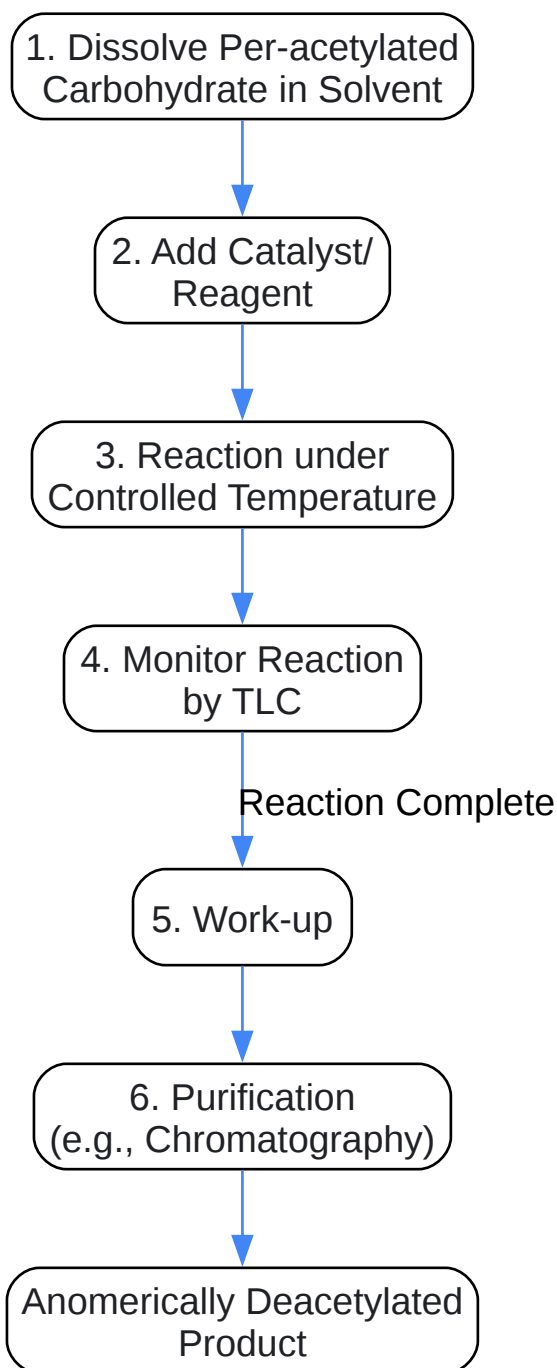 1. Dissolve Per-acetylated
Carbohydrate in Solvent
2. Add Catalyst/
Reagent
3. Reaction under
Controlled Temperature
4. Monitor Reaction
by TLC
Reaction Complete
5. Work-up
6. Purification
(e.g., Chromatography)
Anomerically Deacetylated
Product